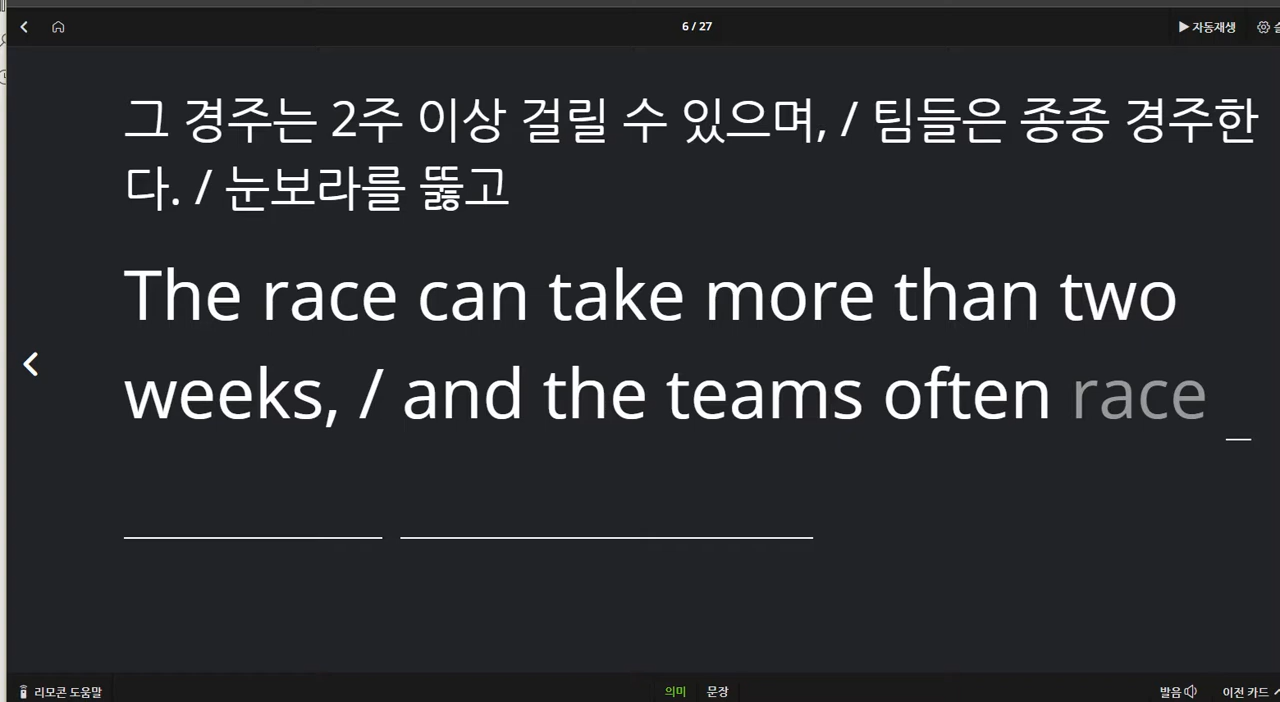 6 / 27
자동재생
그 경주는 2주 이상 걸릴 수 있으며, / 팀들은 종종 경주한
다. / 눈보라를 뚫고
The race can take more than two
weeks, / and the teams often race
리모콘 도움말
의미
문장
발음
이전 카드